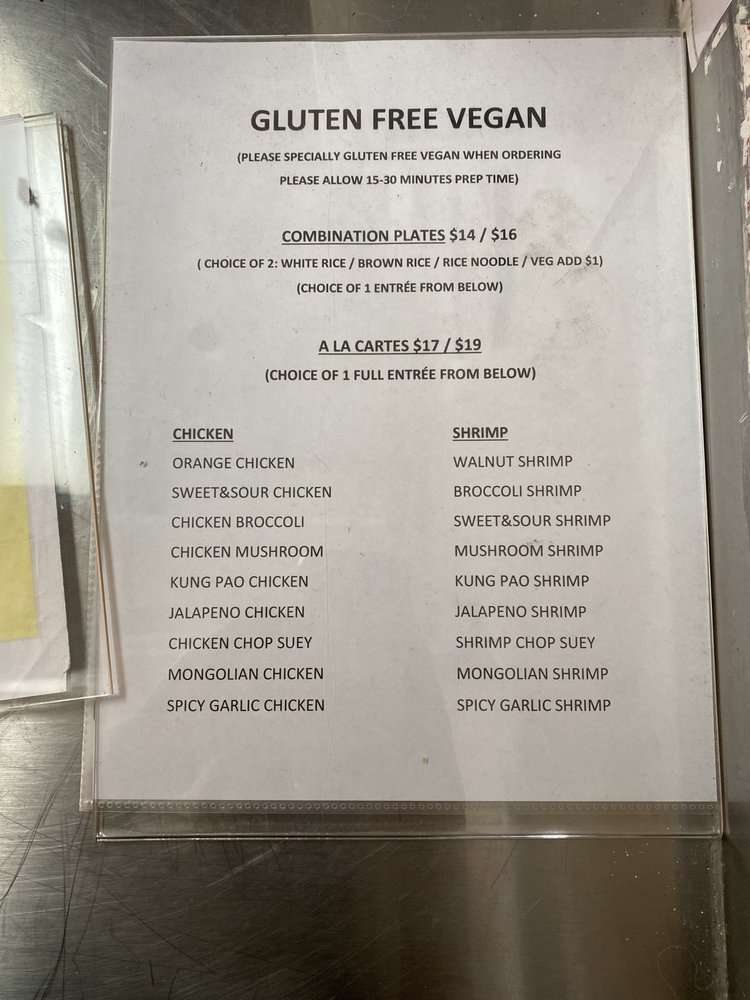 GLUTEN FREE VEGAN
(PLEASE SPECIALLY GLUTEN FREE VEGAN WHEN ORDERING
PLEASE ALLOW 15-30 MINUTES PREP TIME)
COMBINATION PLATES $14 / $16
( CHOICE OF 2: WHITE RICE / BROWN RICE / RICE NOODLE / VEG ADD $1)
(CHOICE OF 1 ENTRÉE FROM BELOW)
A LA CARTES $17 / $19
(CHOICE OF 1 FULL ENTRÉE FROM BELOW)
CHICKEN
ORANGE CHICKEN
SWEET&SOUR CHICKEN
CHICKEN BROCCOLI
CHICKEN MUSHROOM
KUNG PAO CHICKEN
JALAPENO CHICKEN
CHICKEN CHOP SUEY
MONGOLIAN CHICKEN
SPICY GARLIC CHICKEN
SHRIMP
WALNUT SHRIMP
BROCCOLI SHRIMP
SWEET&SOUR SHRIMP
MUSHROOM SHRIMP
KUNG PAO SHRIMP
JALAPENO SHRIMP
SHRIMP CHOP SUEY
MONGOLIAN SHRIMP
SPICY GARLIC SHRIMP